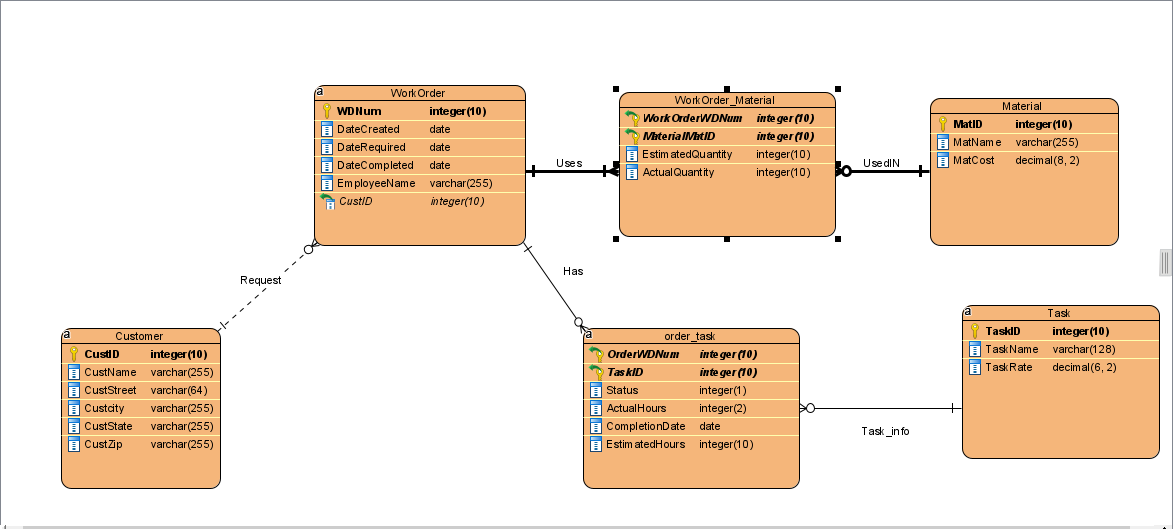 a
WorkOrder
WDNum integer(10)
DateCreated date
DateRequired date
DateCompleted date
EmployeeName varchar(255)
CustID integer(10)
WorkOrder_Material
WorkOrderWDNum integer(10)
MaterialMatID integer(10)
EstimatedQuantity integer(10)
ActualQuantity integer(10)
Material
MatID integer(10)
MatName varchar(255)
MatCost decimal(8, 2)
Uses
UsedIN
Request
Has
a
Customer
CustID integer(10)
CustName varchar(255)
CustStreet varchar(64)
Custcity varchar(255)
CustState varchar(255)
CustZip varchar(255)
a
order_task
OrderWDNum integer(10)
TaskID integer(10)
Status integer(1)
ActualHours integer(2)
CompletionDate date
EstimatedHours integer(10)
a
Task
TaskID integer(10)
TaskName varchar(128)
TaskRate decimal(6, 2)
Task_info